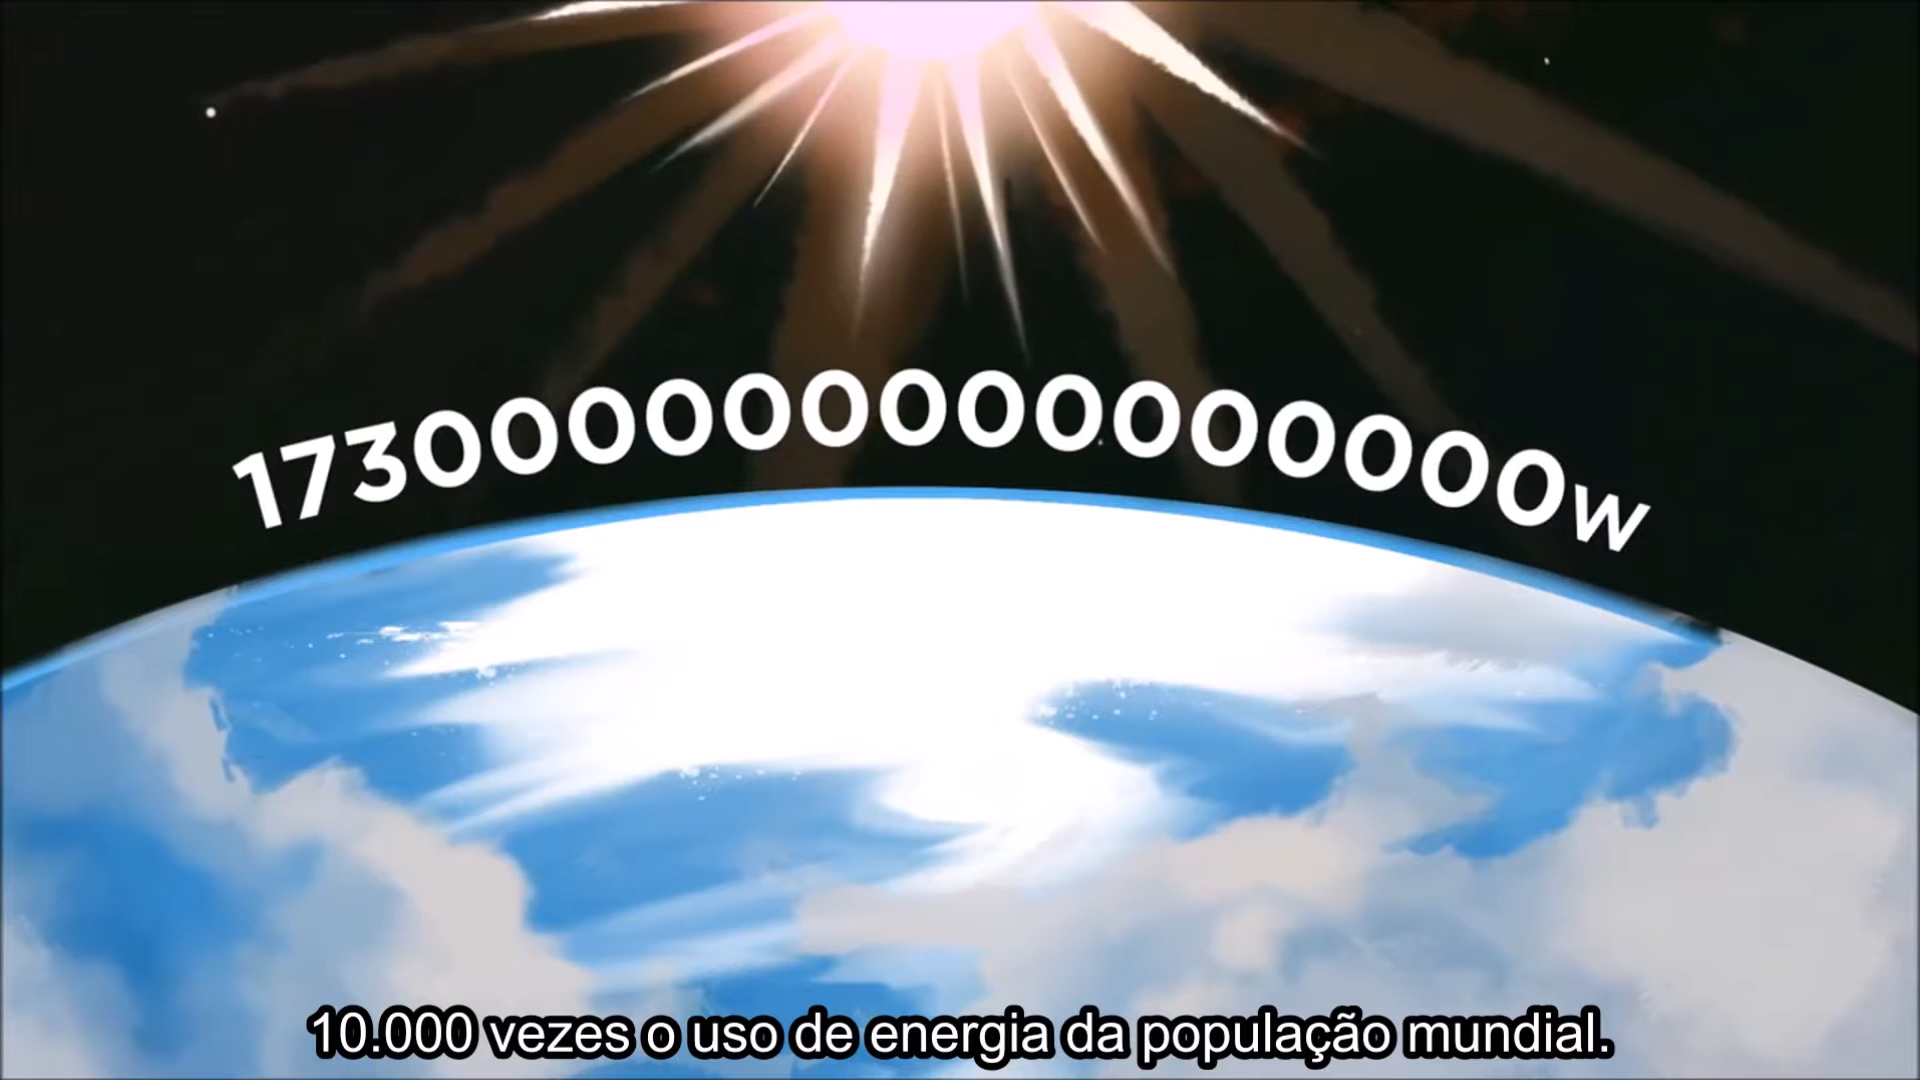 173000000000000000w
10.000 vezes o uso de energia da população mundial.